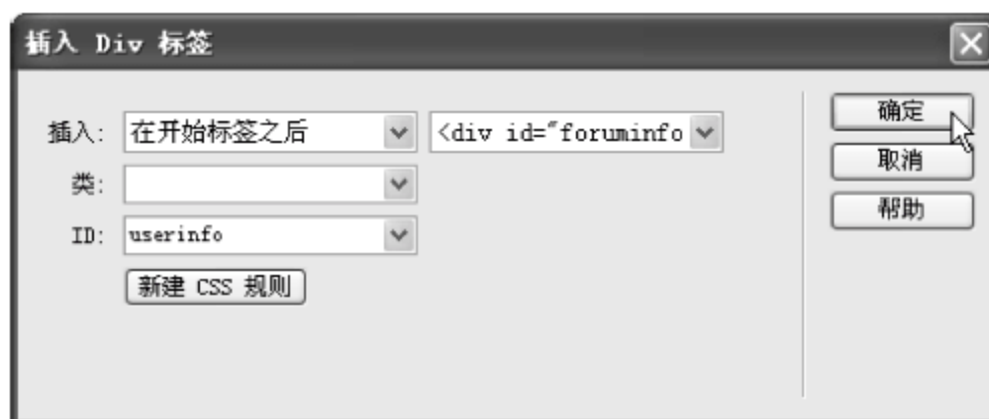 插入 Div 标签
插入: 在开始标签之后 <div id="foruminfo
类:
ID: userinfo
新建 CSS 规则
确定
取消
帮助